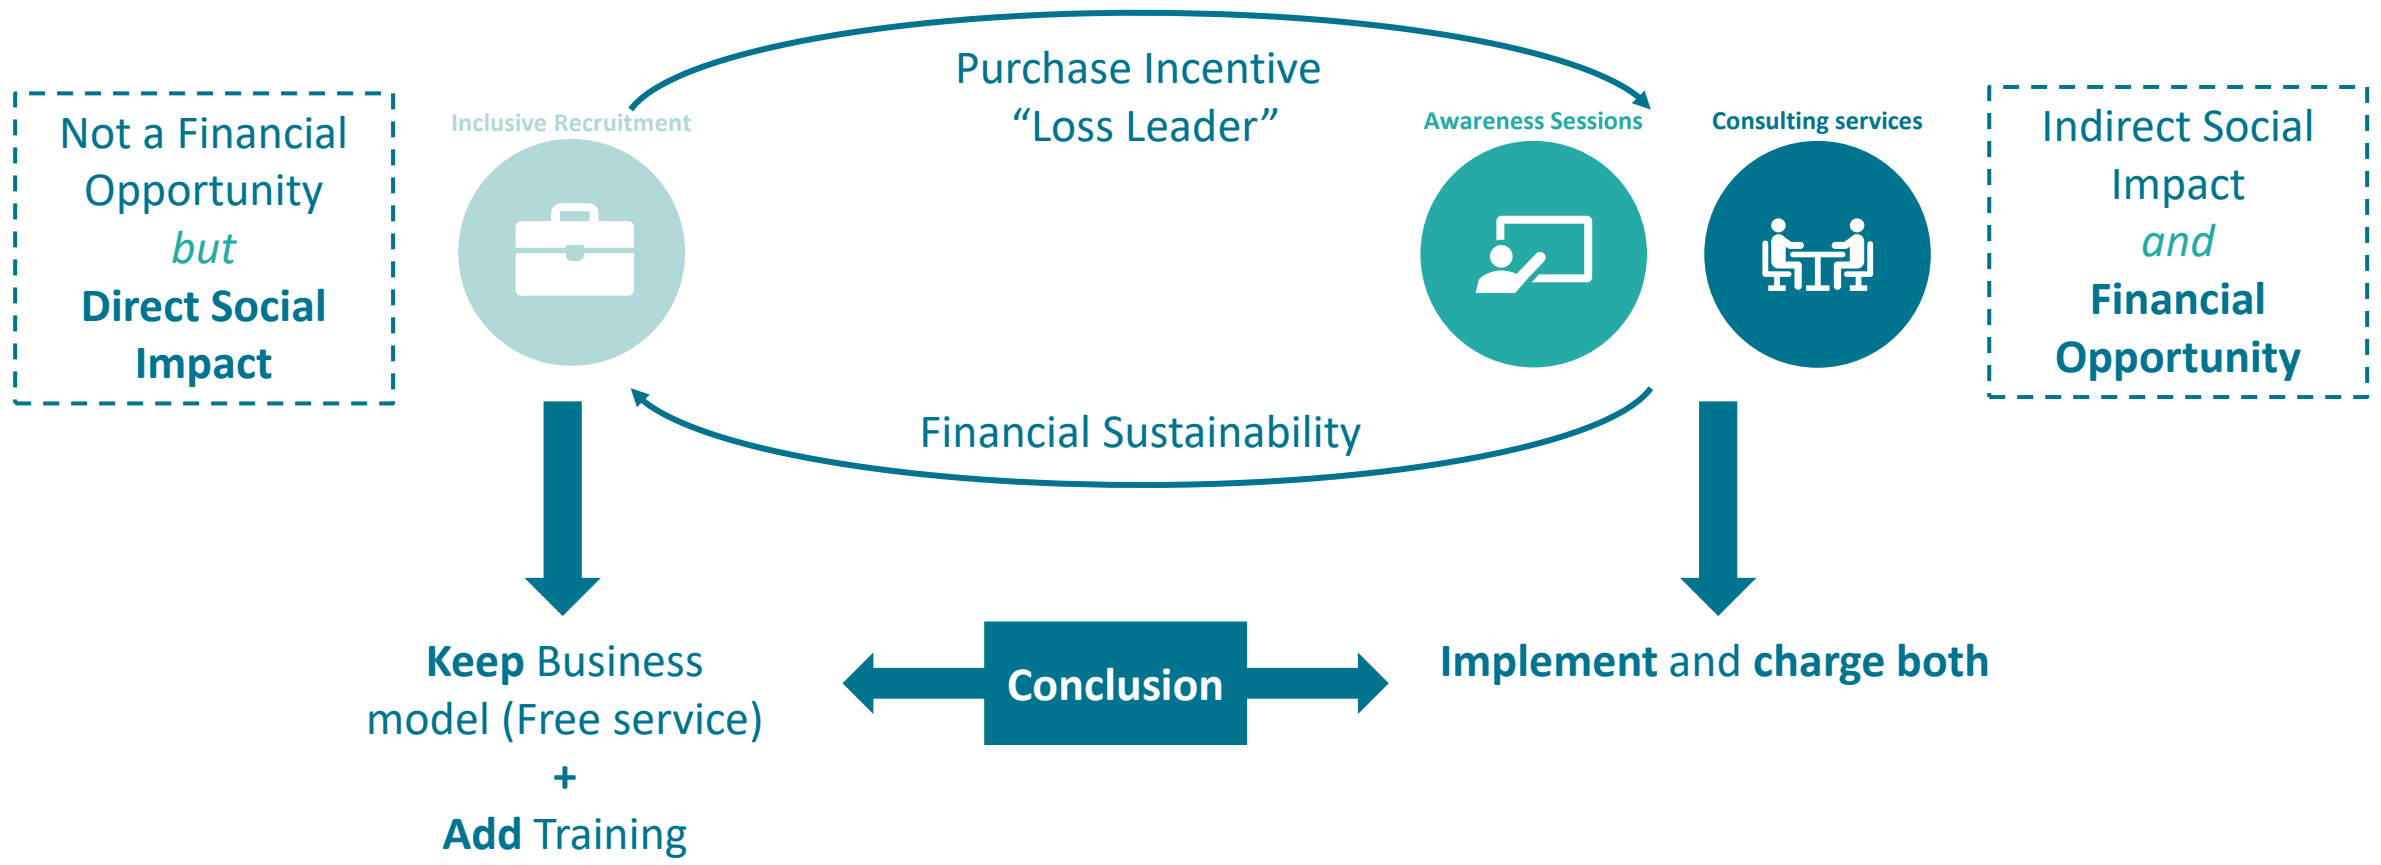 Purchase Incentive
“Loss Leader”
Not a Financial
Opportunity
but
Direct Social
Impact
Inclusive Recruitment
Awareness Sessions
Consulting services
Indirect Social
Impact
and
Financial
Opportunity
Financial Sustainability
Keep Business
model (Free service)
+
Add Training
Conclusion
Implement and charge both